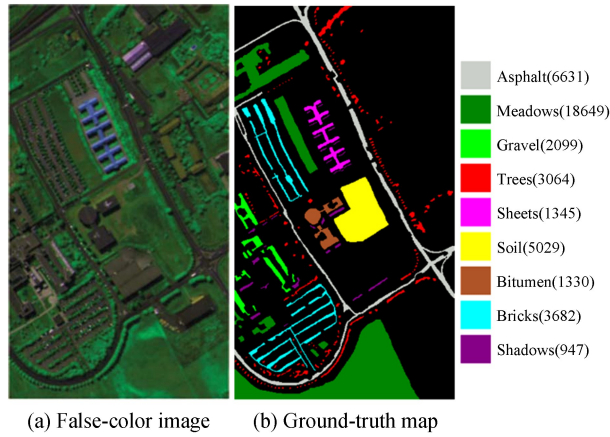 Asphalt(6631)
Meadows(18649)
Gravel(2099)
Trees(3064)
Sheets(1345)
Soil(5029)
Bitumen(1330)
Bricks(3682)
Shadows(947)
(a) False-color image
(b) Ground-truth map